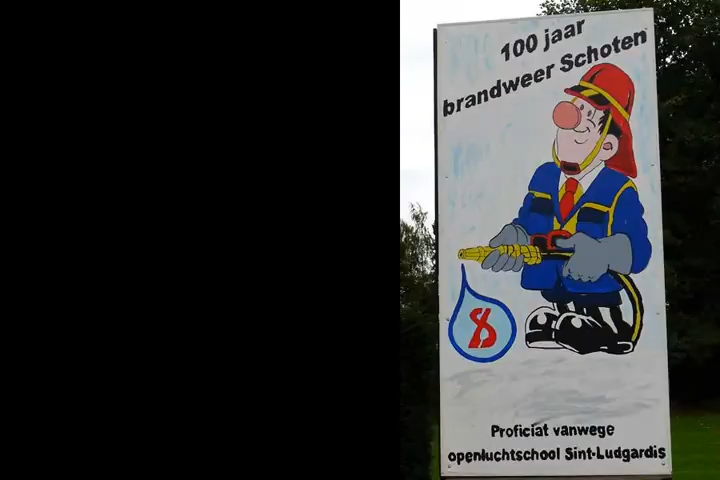 100 jaar
brandweer Schoten
Proficiat vanwege
openluchtschool Sint-Ludgardis